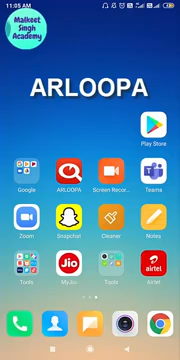 11:05 AM
Malkeet
Singh
Academy
ARLOOPA
Play Store
Google
ARLOOPA
Screen Recor...
Teams
Zoom
Snapchat
Cleaner
Notes
Jio
airtel
Tools
MyJio
Tools
Airtel